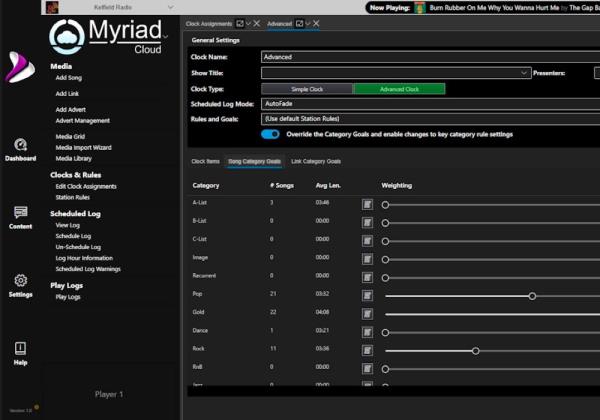 Kelfield Radio
Now Playing: Burn Rubber On Me Why You Wanna Hurt Me by The Gap Ba
Myriad
Cloud
Clock Assignments
Advanced
General Settings
Clock Name: Advanced
Show Title:
Presenters:
Clock Type: Simple Clock Advanced Clock
Scheduled Log Mode: AutoFade
Rules and Goals: (Use default Station Rules)
Override the Category Goals and enable changes to key category rule settings
Clock Items Song Category Goals Link Category Goals
Category # Songs Avg Len. Weighting
A-List 3 03:46
B-List 0 00:00
C-List 0 00:00
Image 0 00:00
Recurrent 0 00:00
Pop 21 03:32
Gold 22 04:08
Dance 1 03:21
Rock 11 03:36
RnB 0 00:00
Jazz 0 00:00
Dashboard
Content
Settings
Help
Version: 1.0
Media
Add Song
Add Link
Add Advert
Advert Management
Media Grid
Media Import Wizard
Media Library
Clocks & Rules
Edit Clock Assignments
Station Rules
Scheduled Log
View Log
Schedule Log
Un-Schedule Log
Log Hour Information
Scheduled Log Warnings
Play Logs
Play Logs
Player 1